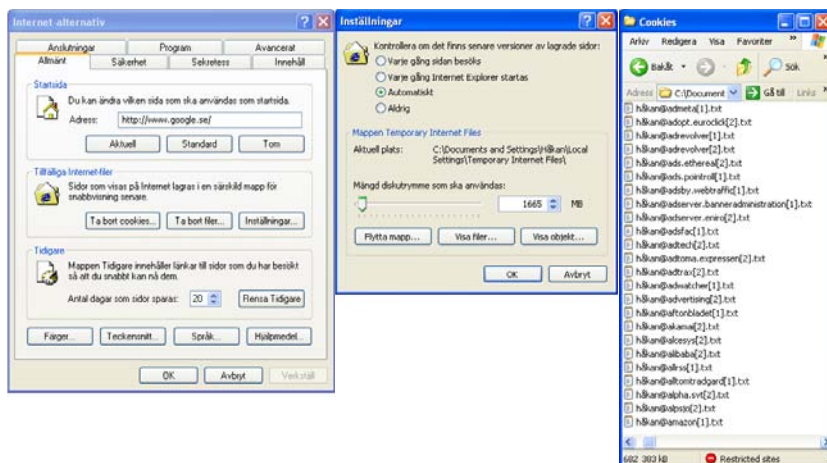 Internet-alternativ
Anslutningar Program Avancerat
Allmänt Säkerhet Sekretess Innehåll
Startsida
Du kan ändra vilken sida som ska användas som startsida.
Adress: http://www.google.se/
Aktuell Standard Tom
Tillfälliga Internet-filer
Sidor som visas på Internet lagras i en särskild mapp för
snabbvisning senare.
Ta bort cookies... Ta bort filer... Inställningar...
Tidigare
Mappen Tidigare innehåller länkar till sidor som du har besökt
så att du snabbt kan nå dem.
Antal dagar som sidor sparas: 20 Rensa Tidigare
Färger... Teckensnitt... Språk... Hjälpmedel...
OK Avbryt Verkställ
Inställningar
Kontrollera om det finns senare versioner av lagrade sidor:
Varje gång sidan besöks
Varje gång Internet Explorer startas
Automatiskt
Aldrig
Mappen Temporary Internet Files
Aktuell plats: C:\Documents and Settings\Håkan\Local
Settings\Temporary Internet Files\
Mängd diskutrymme som ska användas:
1665 MB
Flytta mapp... Visa filer... Visa objekt...
OK Avbryt
Cookies
Arkiv Redigera Visa Favoriter »
Bakåt Sök
Adress C:\Document Gå till Links »
håkan@admeta[1].txt
håkan@adopt.euroclick[2].txt
håkan@adrevolver[1].txt
håkan@adrevolver[2].txt
håkan@ads.ethereal[2].txt
håkan@ads.pointroll[1].txt
håkan@adsby.webtraffic[1].txt
håkan@adserver.banneradministration[1].txt
håkan@adserver.eniro[2].txt
håkan@adsfac[1].txt
håkan@adtech[2].txt
håkan@adtoma.expressen[2].txt
håkan@adtrax[2].txt
håkan@adwatcher[1].txt
håkan@advertising[2].txt
håkan@aftonbladet[1].txt
håkan@akamai[2].txt
håkan@alcesys[2].txt
håkan@alibaba[2].txt
håkan@allrss[1].txt
håkan@alltomtradgard[1].txt
håkan@alpha.svt[2].txt
håkan@alpsjo[2].txt
håkan@amazon[1].txt
682 383 kB Restricted sites